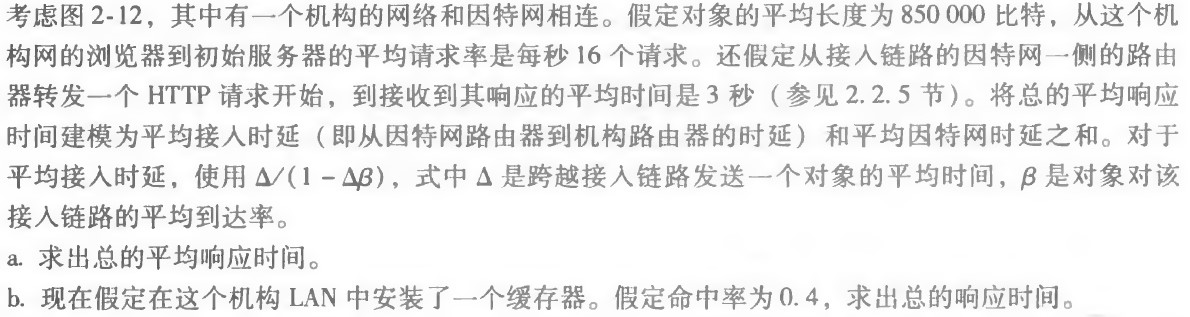 考虑图 2-12，其中有一个机构的网络和因特网相连。假定对象的平均长度为 850 000 比特，从这个机
构网的浏览器到初始服务器的平均请求率是每秒 16 个请求。还假定从接入链路的因特网一侧的路由
器转发一个 HTTP 请求开始，到接收到其响应的平均时间是 3 秒（参见 2.2.5 节）。将总的平均响应
时间建模为平均接入时延（即从因特网路由器到机构路由器的时延）和平均因特网时延之和。对于
平均接入时延，使用 Δ/(1 - Δβ)，式中 Δ 是跨越接入链路发送一个对象的平均时间，β 是对象对该
接入链路的平均到达率。
a. 求出总的平均响应时间。
b. 现在假定在这个机构 LAN 中安装了一个缓存器。假定命中率为 0.4，求出总的响应时间。